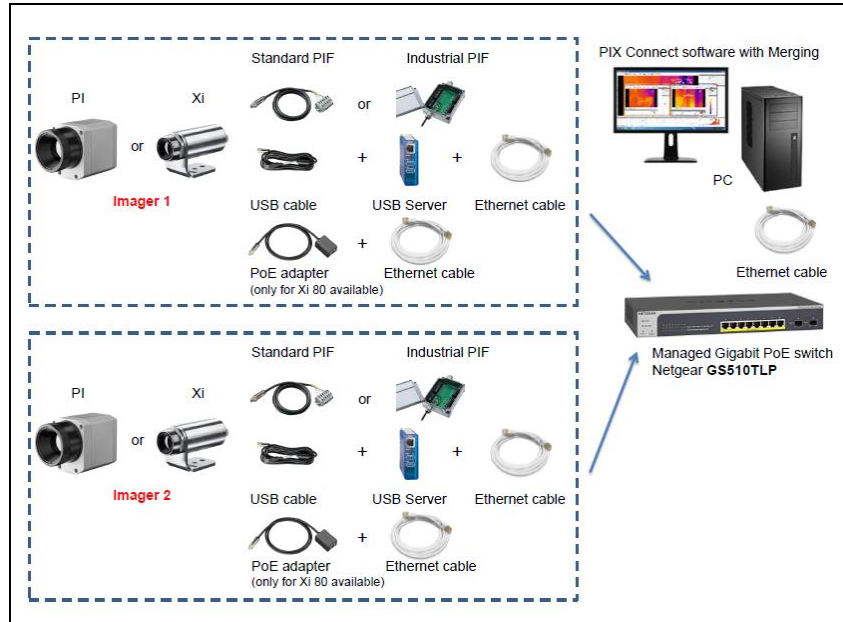 PIX Connect software with Merging
Standard PIF
Industrial PIF
PI
Xi
or
or
+
+
Imager 1
USB cable
USB Server
Ethernet cable
+
PoE adapter
(only for Xi 80 available)
Ethernet cable
PC
Ethernet cable
Managed Gigabit PoE switch
Netgear GS510TLP
Standard PIF
Industrial PIF
PI
Xi
or
or
+
+
Imager 2
USB cable
USB Server
Ethernet cable
+
PoE adapter
(only for Xi 80 available)
Ethernet cable